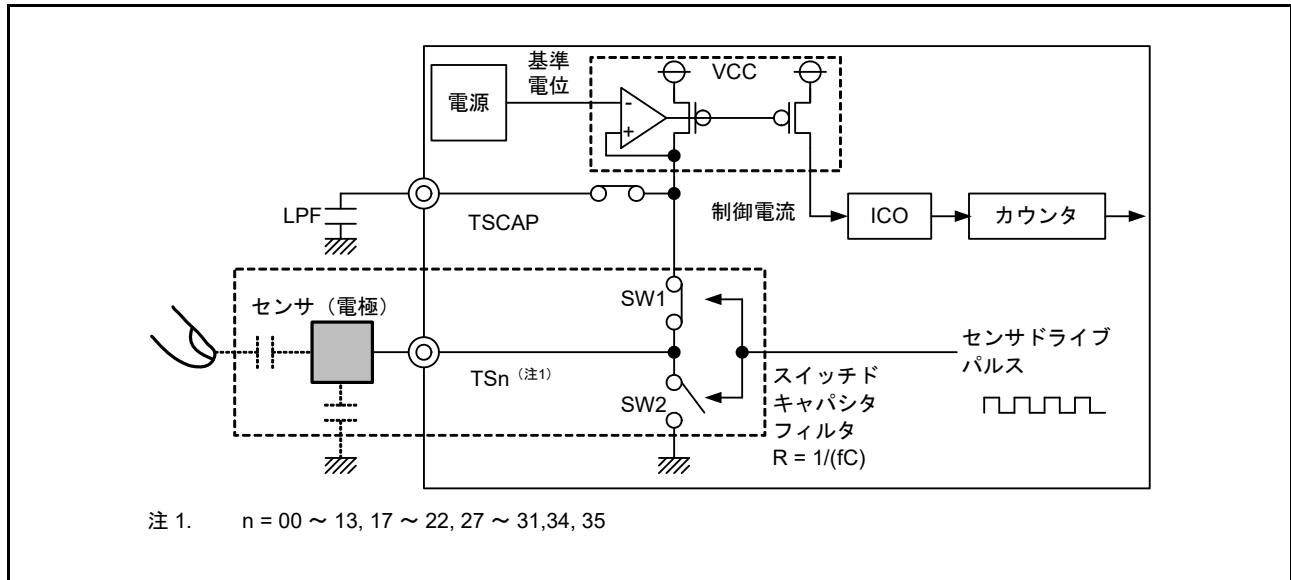 基準
電位
VCC
電源
-
+
LPF
TSCAP
制御電流
ICO
カウンタ
センサ（電極）
SW1
センサドライブ
パルス
TSn（注1）
SW2
スイッチド
キャパシタ
フィルタ
R = 1/(fC)
注 1. n = 00 ～ 13, 17 ～ 22, 27 ～ 31,34, 35